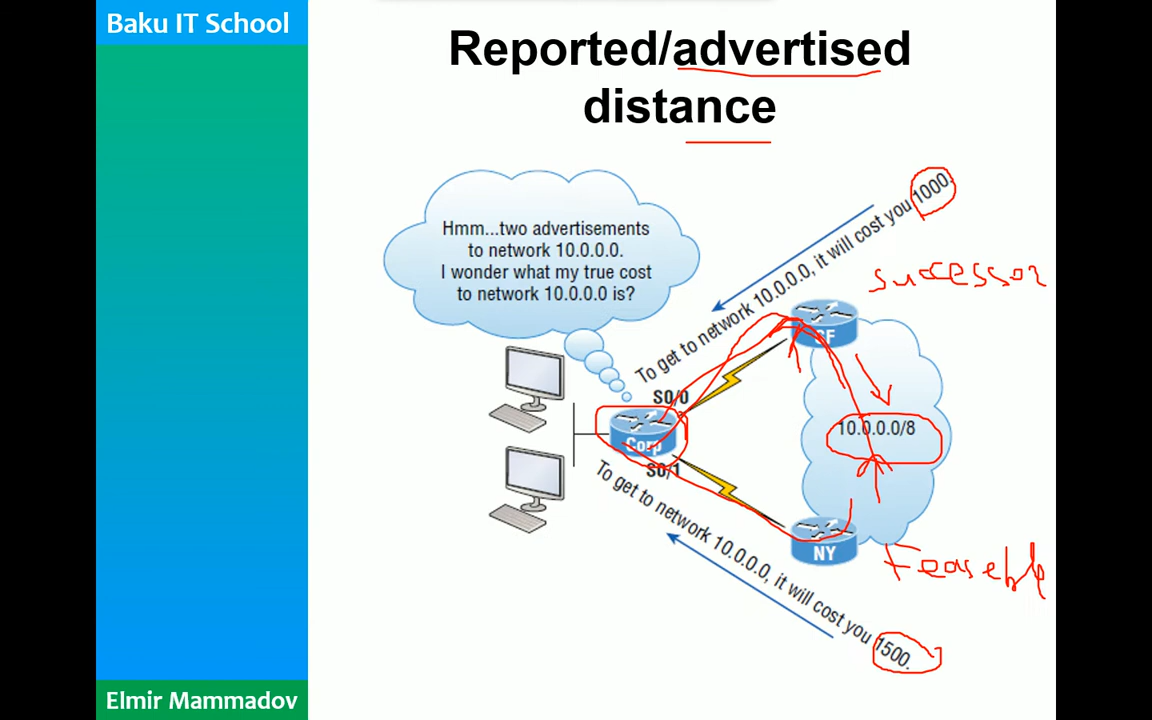 Baku IT School
Reported/advertised
distance
Hmm...two advertisements
to network 10.0.0.0.
I wonder what my true cost
to network 10.0.0.0 is?
To get to network 10.0.0.0, it will cost you 1000.
successor
SF
S0/0
Corp
S0/1
10.0.0.0/8
NY
Feaseble
To get to network 10.0.0.0, it will cost you 1500.
Elmir Mammadov